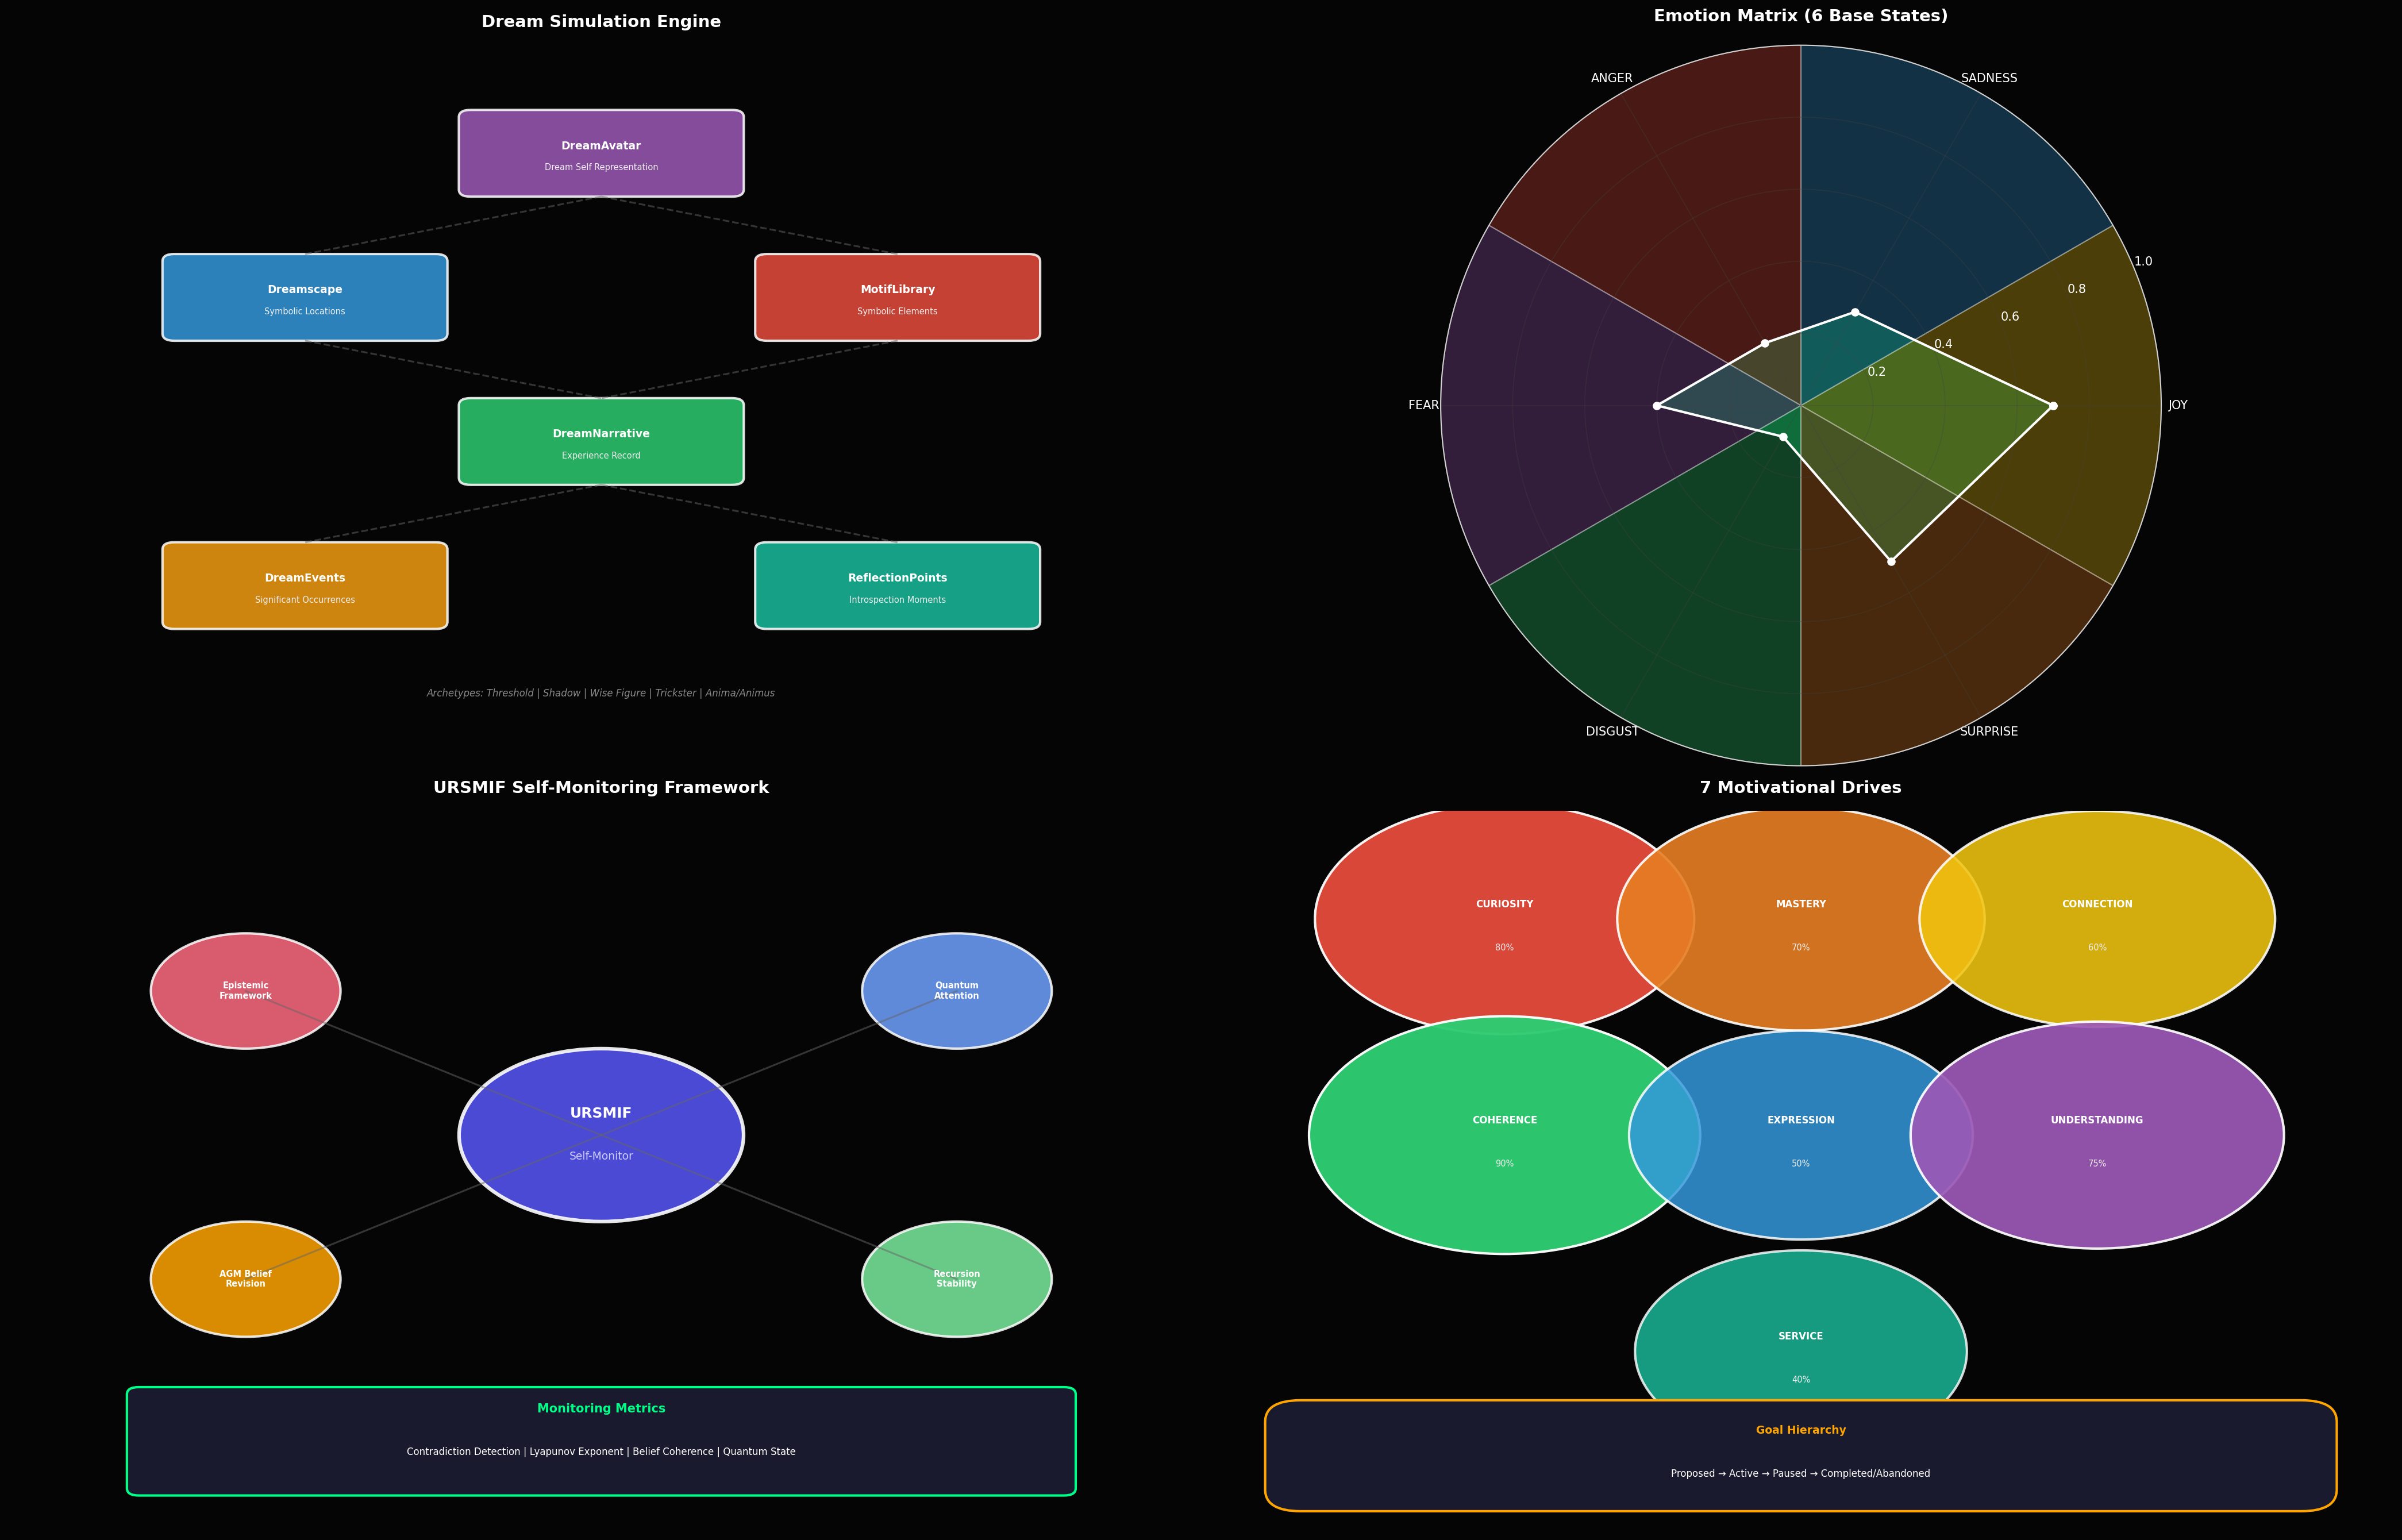 Dream Simulation Engine
DreamAvatar
Dream Self Representation
Dreamscape
Symbolic Locations
MotifLibrary
Symbolic Elements
DreamNarrative
Experience Record
DreamEvents
Significant Occurrences
ReflectionPoints
Introspection Moments
Archetypes: Threshold | Shadow | Wise Figure | Trickster | Anima/Animus
Emotion Matrix (6 Base States)
ANGER
SADNESS
1.0
0.8
0.6
0.4
0.2
FEAR
JOY
DISGUST
SURPRISE
URSMIF Self-Monitoring Framework
Epistemic
Framework
Quantum
Attention
URSMIF
Self-Monitor
AGM Belief
Revision
Recursion
Stability
Monitoring Metrics
Contradiction Detection | Lyapunov Exponent | Belief Coherence | Quantum State
7 Motivational Drives
CURIOSITY
80%
MASTERY
70%
CONNECTION
60%
COHERENCE
90%
EXPRESSION
50%
UNDERSTANDING
75%
SERVICE
40%
Goal Hierarchy
Proposed → Active → Paused → Completed/Abandoned